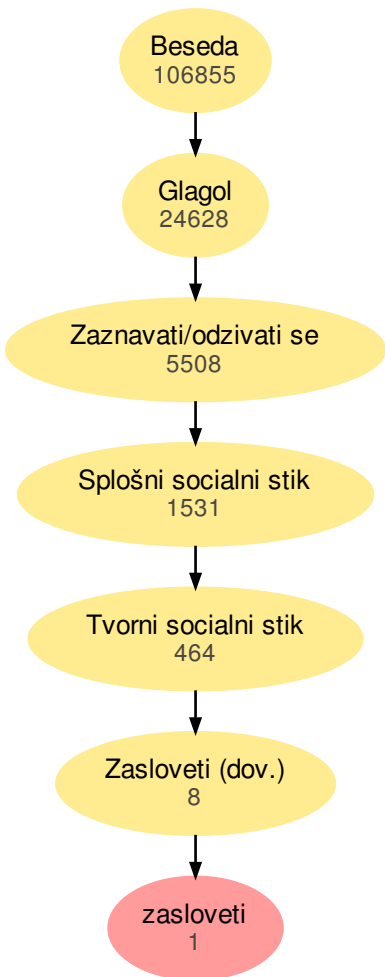 Beseda
106855
Glagol
24628
Zaznavati/odzivati se
5508
Splošni socialni stik
1531
Tvorni socialni stik
464
Zasloveti (dov.)
8
zasloveti
1